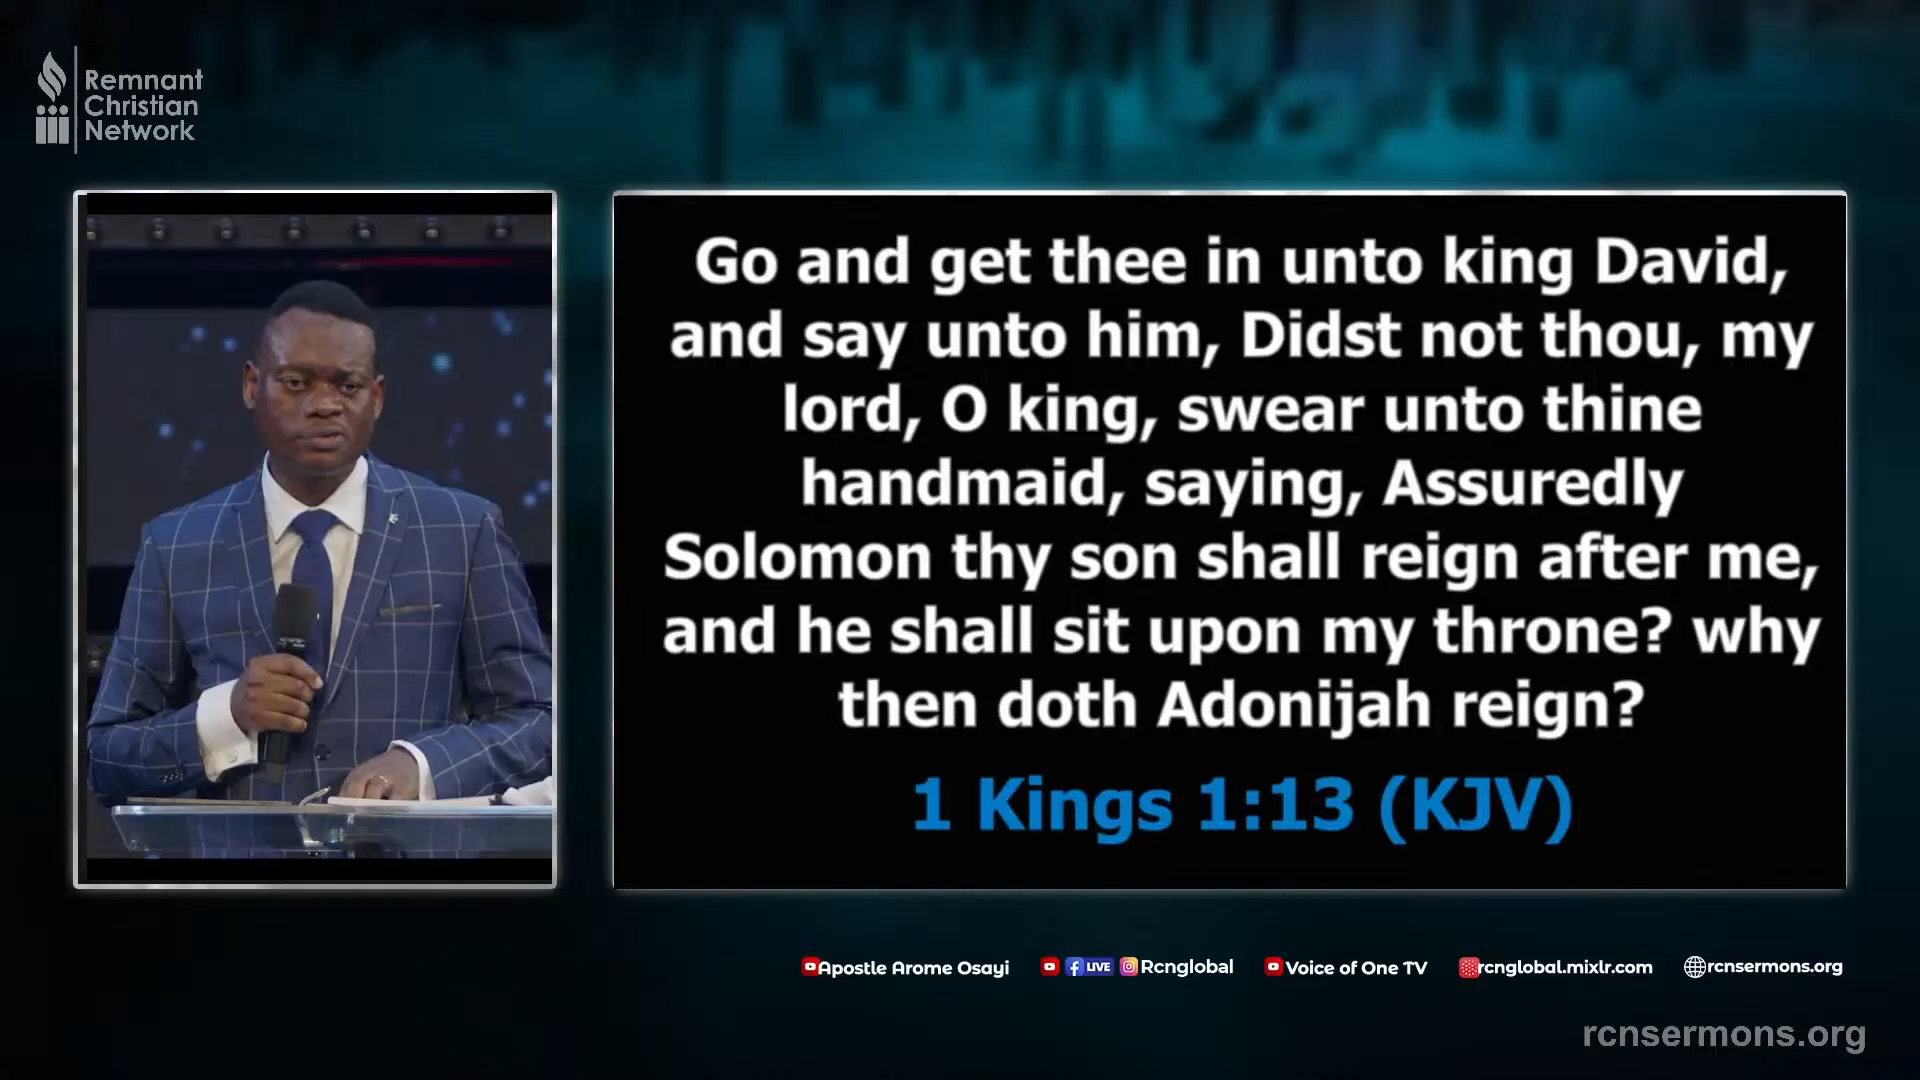 Remnant
Christian
Network
Go and get thee in unto king David,
and say unto him, Didst not thou, my
lord, O king, swear unto thine
handmaid, saying, Assuredly
Solomon thy son shall reign after me,
and he shall sit upon my throne? why
then doth Adonijah reign?
1 Kings 1:13 (KJV)
Apostle Arome Osayi LIVE Rcnglobal Voice of One TV rcnglobal.mixlr.com rcnsermons.org
rcnsermons.org